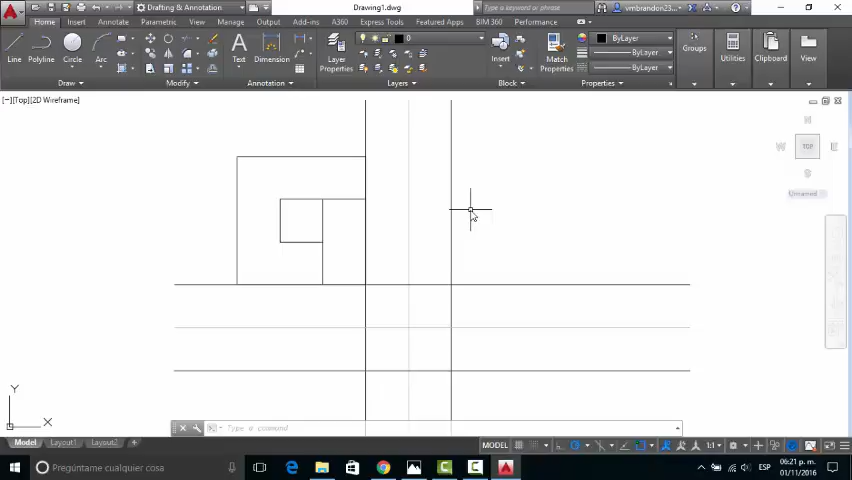 Drafting & Annotation
Drawing1.dwg
Type a keyword or phrase
vmbrandon23...
Home Insert Annotate Parametric View Manage Output Add-ins A360 Express Tools Featured Apps BIM 360 Performance
Line Polyline Circle Arc
Text Dimension
Layer Properties
0
Insert
Match Properties
ByLayer
ByLayer
ByLayer
Groups
Utilities
Clipboard
View
Draw Modify Annotation Layers Block Properties
[−][Top][2D Wireframe]
N
W TOP E
S
Unnamed
Y
X
Type a command
Model Layout1 Layout2 +
MODEL
1:1
Pregúntame cualquier cosa
ESP
06:21 p. m.
01/11/2016